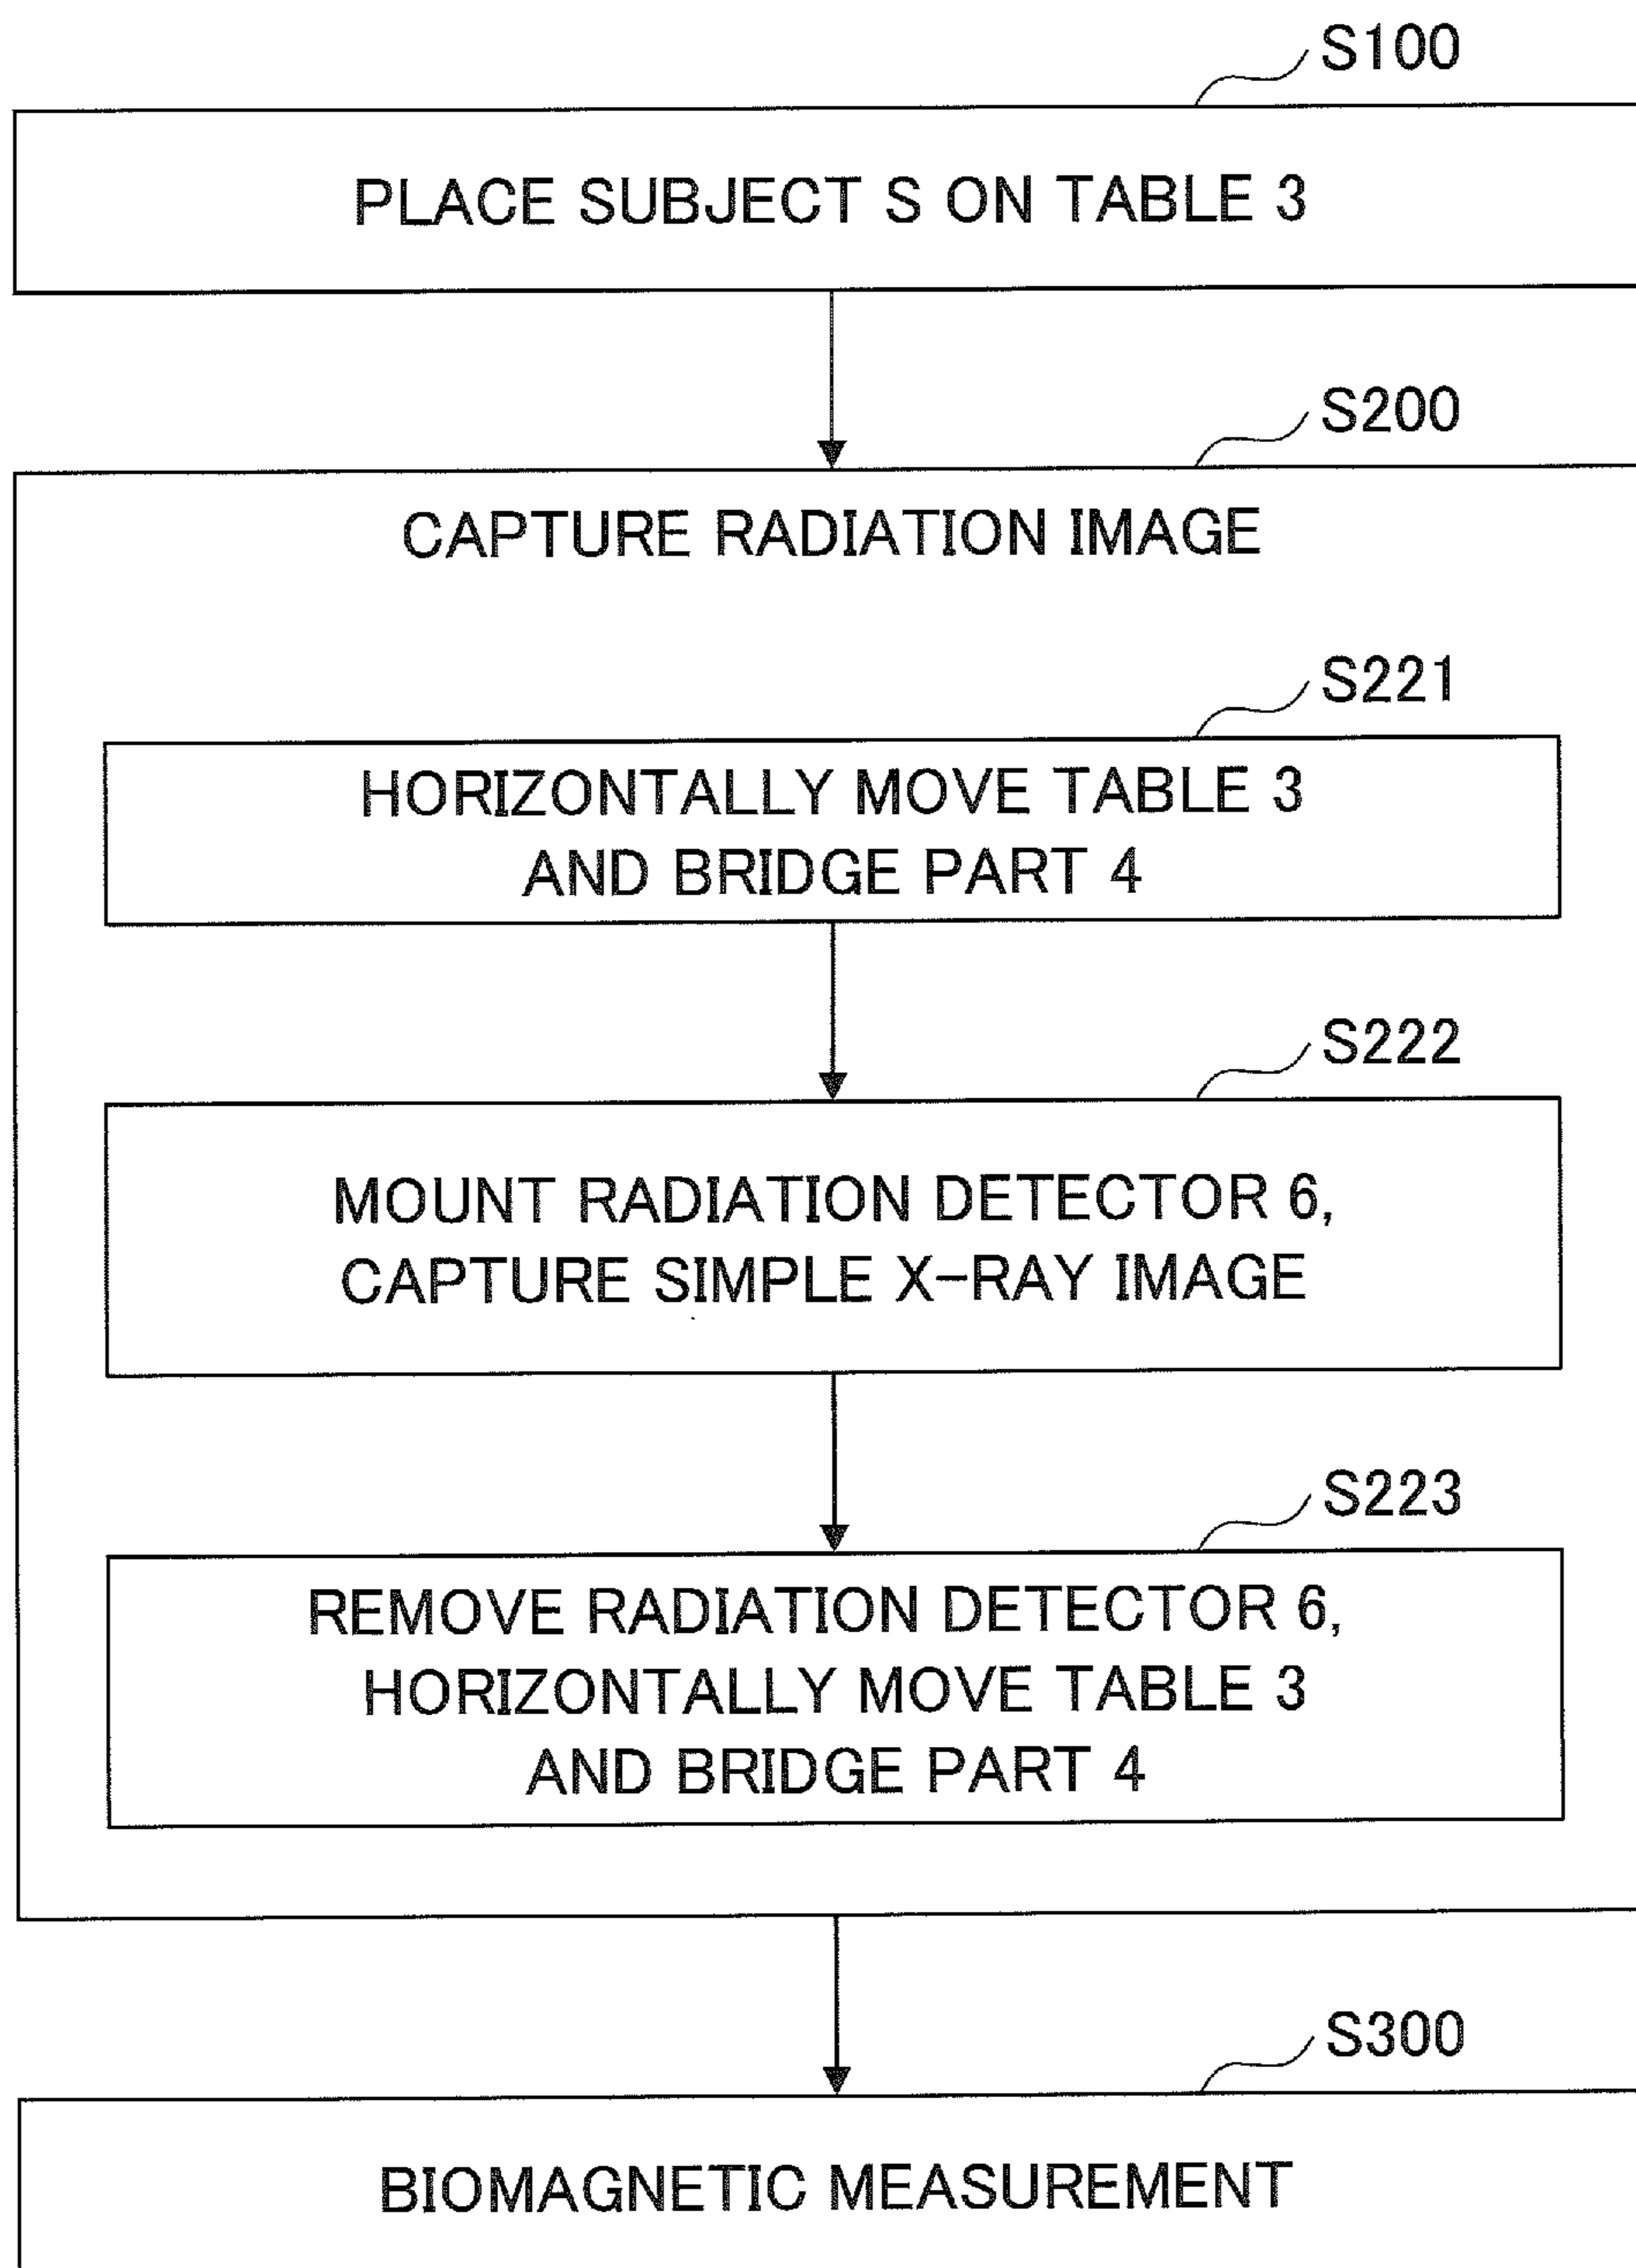 S100
PLACE SUBJECT S ON TABLE 3
S200
CAPTURE RADIATION IMAGE
S221
HORIZONTALLY MOVE TABLE 3
AND BRIDGE PART 4
S222
MOUNT RADIATION DETECTOR 6,
CAPTURE SIMPLE X-RAY IMAGE
S223
REMOVE RADIATION DETECTOR 6,
HORIZONTALLY MOVE TABLE 3
AND BRIDGE PART 4
S300
BIOMAGNETIC MEASUREMENT